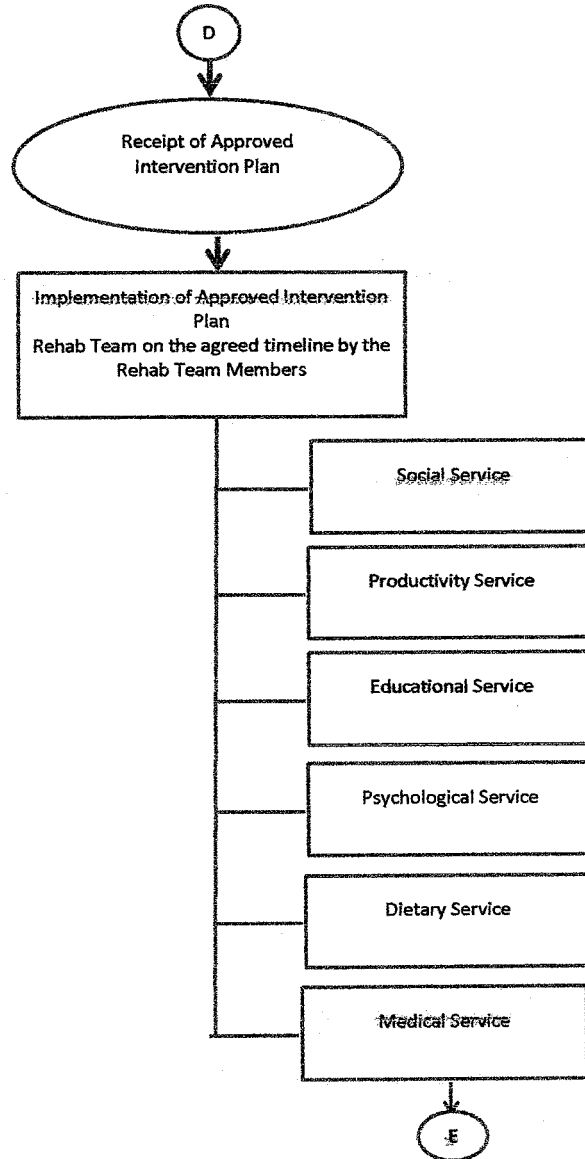 D
Receipt of Approved
Intervention Plan
Implementation of Approved Intervention
Plan
Rehab Team on the agreed timeline by the
Rehab Team Members
Social Service
Productivity Service
Educational Service
Psychological Service
Dietary Service
Medical Service
E